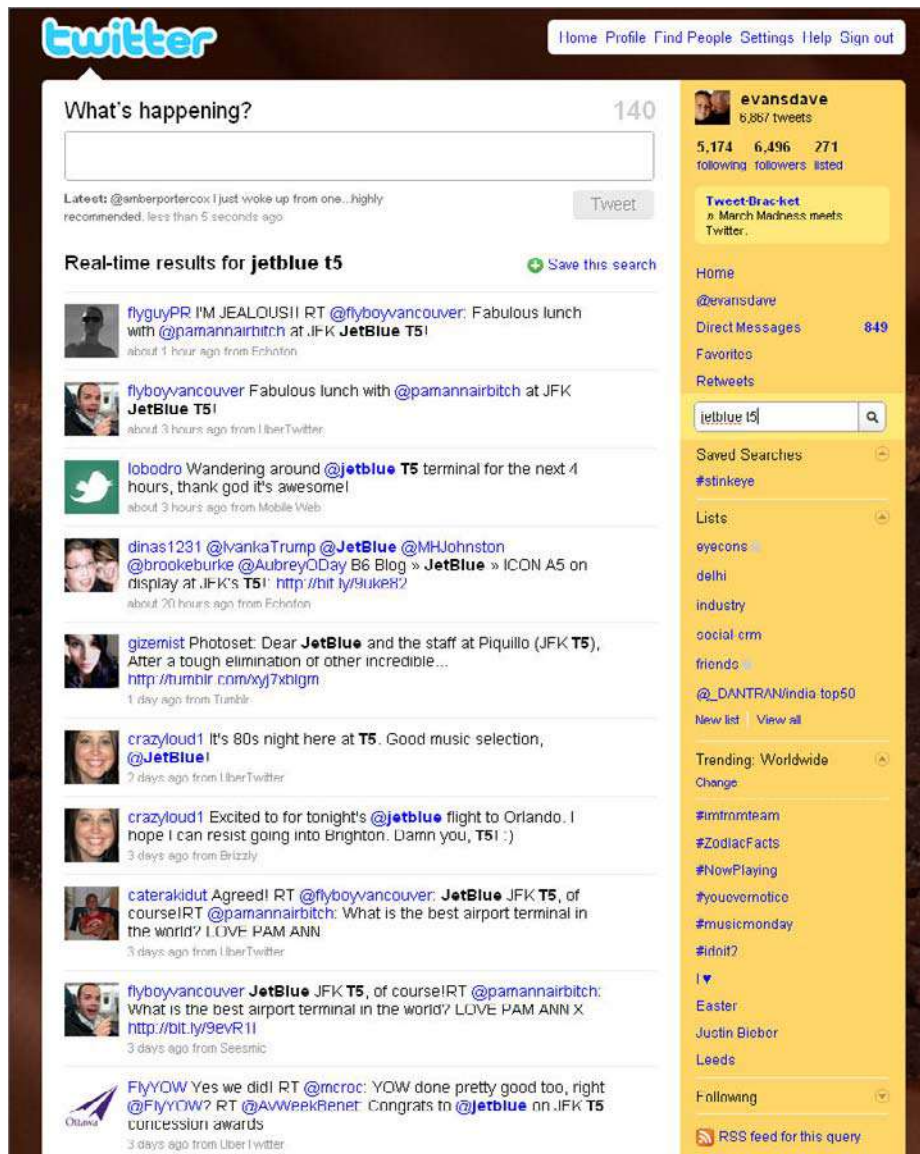 twitter
Home Profile Find People Settings Help Sign out
What's happening?
140
Latest: @amberportercox I just woke up from one...highly
recommended. less than 5 seconds ago
Tweet
Real-time results for jetblue t5
Save this search
flyguyPR I'M JEALOUS!! RT @flyboyvancouver: Fabulous lunch
with @pamannairbitch at JFK JetBlue T5!
about 1 hour ago from Echofon
flyboyvancouver Fabulous lunch with @pamannairbitch at JFK
JetBlue T5!
about 3 hours ago from UberTwitter
lobodro Wandering around @jetblue T5 terminal for the next 4
hours, thank god it's awesome!
about 3 hours ago from Mobile Web
dinas1231 @IvankaTrump @JetBlue @MHJohnston
@brookeburke @AubreyODay B6 Blog » JetBlue » ICON A5 on
display at JFK's T5!: http://bit.ly/9uke82
about 20 hours ago from Echofon
gizemist Photoset: Dear JetBlue and the staff at Piquillo (JFK T5),
After a tough elimination of other incredible...
http://tumblr.com/xyj7xblgm
1 day ago from Tumblr
crazyloud1 It's 80s night here at T5. Good music selection,
@JetBlue!
2 days ago from UberTwitter
crazyloud1 Excited to for tonight's @jetblue flight to Orlando. I
hope I can resist going into Brighton. Damn you, T5! :)
3 days ago from Brizzly
caterakidut Agreed! RT @flyboyvancouver: JetBlue JFK T5, of
course!RT @pamannairbitch: What is the best airport terminal in
the world? LOVE PAM ANN
3 days ago from UberTwitter
flyboyvancouver JetBlue JFK T5, of course!RT @pamannairbitch:
What is the best airport terminal in the world? LOVE PAM ANN X
http://bit.ly/9evR1I
3 days ago from Seesmic
Ottawa
FlyYOW Yes we did! RT @mcroc: YOW done pretty good too, right
@FlyYOW? RT @AvWeekBenet: Congrats to @jetblue on JFK T5
concession awards
3 days ago from UberTwitter
evansdave
6,867 tweets
5,174 6,496 271
following followers listed
Tweet·Brac·ket
n. March Madness meets
Twitter.
Home
@evansdave
Direct Messages 849
Favorites
Retweets
jetblue t5
Saved Searches
#stinkeye
Lists
eyecons
delhi
industry
social-crm
friends
@_DANTRAN/india-top50
New list View all
Trending: Worldwide
Change
#imfromteam
#ZodiacFacts
#NowPlaying
#youevernotice
#musicmonday
#idoit2
I ♥
Easter
Justin Bieber
Leeds
Following
RSS feed for this query